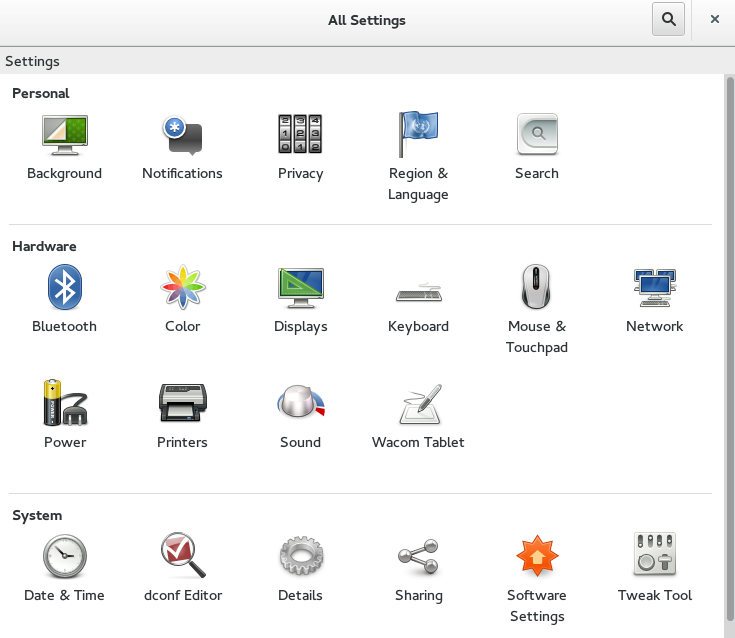 All Settings
Settings
Personal
Background
Notifications
Privacy
Region &
Language
Search
Hardware
Bluetooth
Color
Displays
Keyboard
Mouse &
Touchpad
Network
Power
Printers
Sound
Wacom Tablet
System
Date & Time
dconf Editor
Details
Sharing
Software
Settings
Tweak Tool